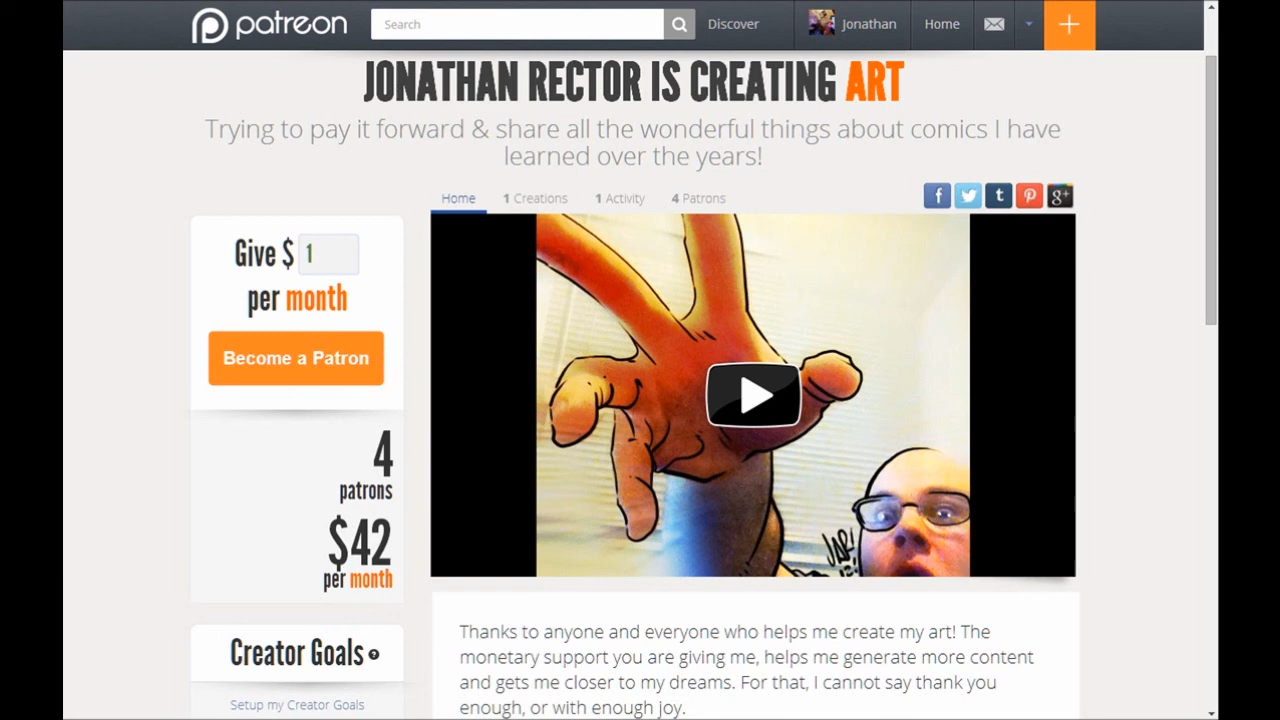 patreon
Search
Discover
Jonathan
Home
JONATHAN RECTOR IS CREATING ART
Trying to pay it forward & share all the wonderful things about comics I have
learned over the years!
Home
1 Creations
1 Activity
4 Patrons
Give $ 1
per month
Become a Patron
4
patrons
$42
per month
Creator Goals
Setup my Creator Goals
JAR!
Thanks to anyone and everyone who helps me create my art! The
monetary support you are giving me, helps me generate more content
and gets me closer to my dreams. For that, I cannot say thank you
enough, or with enough joy.